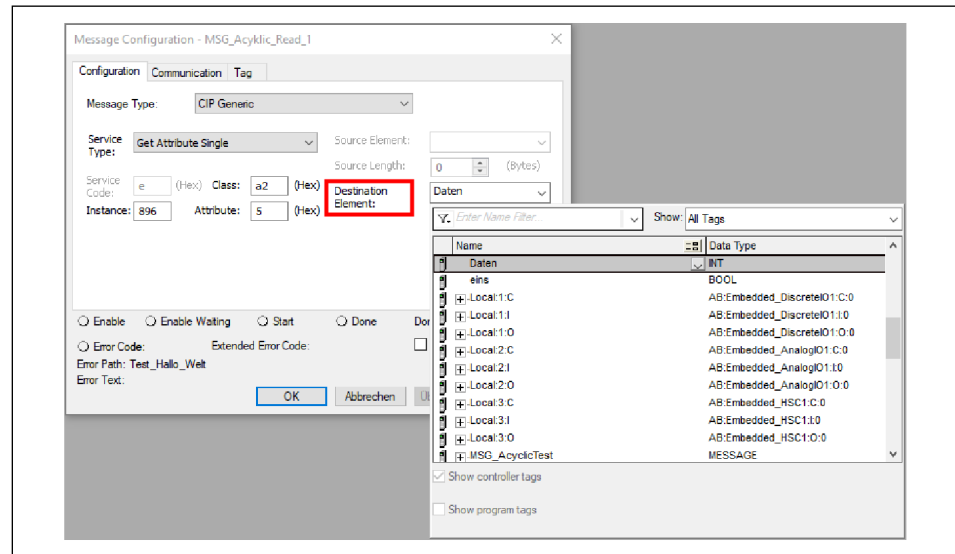 Message Configuration - MSG_Acyklic_Read_1
Configuration Communication Tag
Message Type: CIP Generic
Service Type: Get Attribute Single
Source Element:
Source Length: 0 (Bytes)
Service Code: e (Hex) Class: a2 (Hex)
Destination Element: Daten
Instance: 896 Attribute: 5 (Hex)
Enter Name Filter... Show: All Tags
Name Data Type
Daten INT
eins BOOL
Local:1:C AB:Embedded_DiscreteIO1:C:0
Local:1:I AB:Embedded_DiscreteIO1:I:0
Local:1:O AB:Embedded_DiscreteIO1:O:0
Local:2:C AB:Embedded_AnalogIO1:C:0
Local:2:I AB:Embedded_AnalogIO1:I:0
Local:2:O AB:Embedded_AnalogIO1:O:0
Local:3:C AB:Embedded_HSC1:C:0
Local:3:I AB:Embedded_HSC1:I:0
Local:3:O AB:Embedded_HSC1:O:0
MSG_AcyclicTest MESSAGE
Show controller tags
Show program tags
Enable Enable Waiting Start Done
Error Code: Extended Error Code:
Error Path: Test_Hallo_Welt
Error Text:
OK Abbrechen